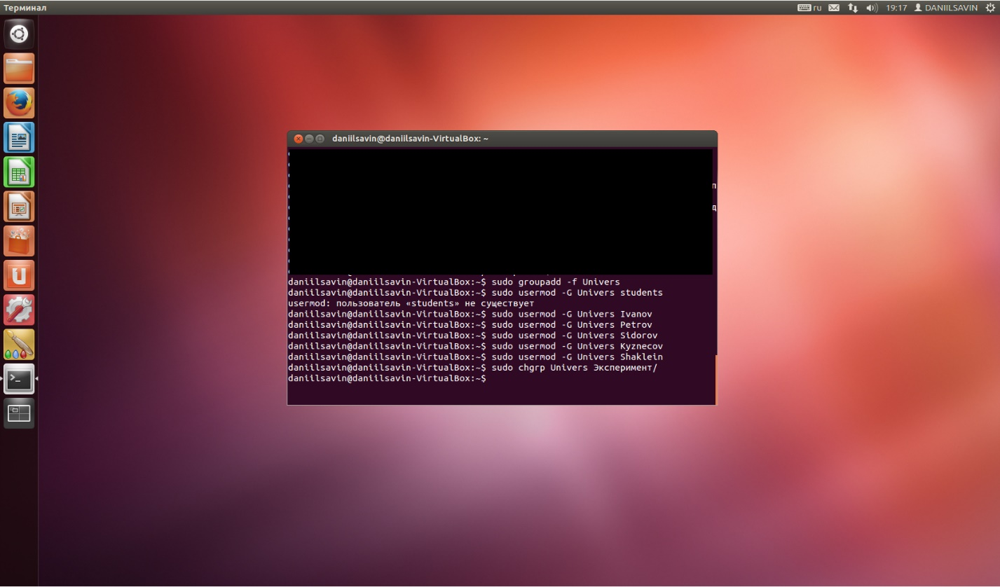 Терминал
ru
19:17
DANIILSAVIN
daniilsavin@daniilsavin-VirtualBox: ~
п
д
daniilsavin@daniilsavin-VirtualBox:~$ sudo groupadd -f Univers
daniilsavin@daniilsavin-VirtualBox:~$ sudo usermod -G Univers students
usermod: пользователь «students» не существует
daniilsavin@daniilsavin-VirtualBox:~$ sudo usermod -G Univers Ivanov
daniilsavin@daniilsavin-VirtualBox:~$ sudo usermod -G Univers Petrov
daniilsavin@daniilsavin-VirtualBox:~$ sudo usermod -G Univers Sidorov
daniilsavin@daniilsavin-VirtualBox:~$ sudo usermod -G Univers Kyznecov
daniilsavin@daniilsavin-VirtualBox:~$ sudo usermod -G Univers Shaklein
daniilsavin@daniilsavin-VirtualBox:~$ sudo chgrp Univers Эксперимент/
daniilsavin@daniilsavin-VirtualBox:~$